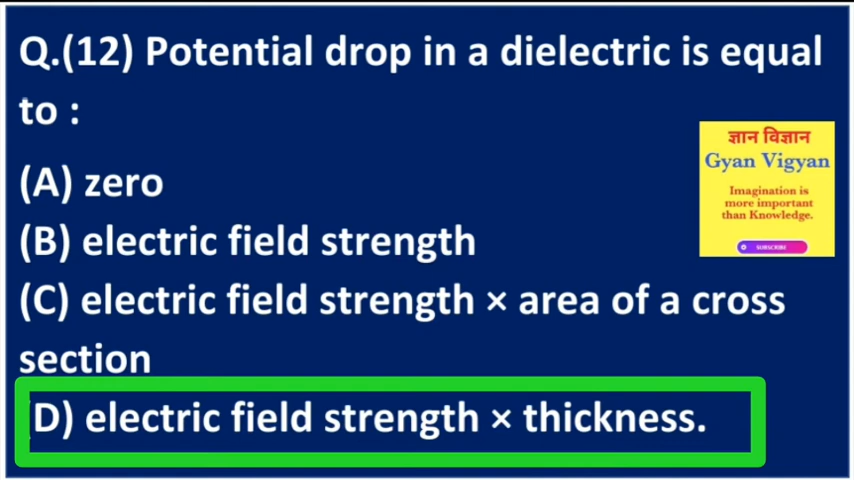 Q.(12) Potential drop in a dielectric is equal
to :
(A) zero
(B) electric field strength
(C) electric field strength × area of a cross
section
D) electric field strength × thickness.
ज्ञान विज्ञान
Gyan Vigyan
Imagination is
more important
than Knowledge.
SUBSCRIBE